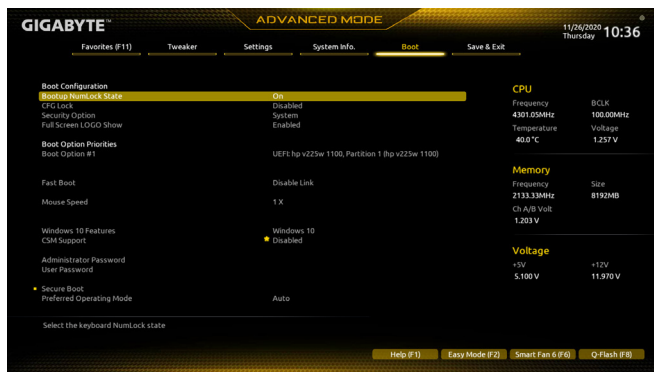 GIGABYTE™
ADVANCED MODE
11/26/2020
Thursday
10:36
Favorites (F11)
Tweaker
Settings
System Info.
Boot
Save & Exit
Boot Configuration
Bootup NumLock State On
CFG Lock Disabled
Security Option System
Full Screen LOGO Show Enabled
Boot Option Priorities
Boot Option #1 UEFI: hp v225w 1100, Partition 1 (hp v225w 1100)
Fast Boot Disable Link
Mouse Speed 1 X
Windows 10 Features Windows 10
CSM Support Disabled
Administrator Password
User Password
Secure Boot
Preferred Operating Mode Auto
Select the keyboard NumLock state
CPU
Frequency BCLK
4301.05MHz 100.00MHz
Temperature Voltage
40.0 °C 1.257 V
Memory
Frequency Size
2133.33MHz 8192MB
Ch A/B Volt
1.203 V
Voltage
+5V +12V
5.100 V 11.970 V
Help (F1)
Easy Mode (F2)
Smart Fan 6 (F6)
Q-Flash (F8)